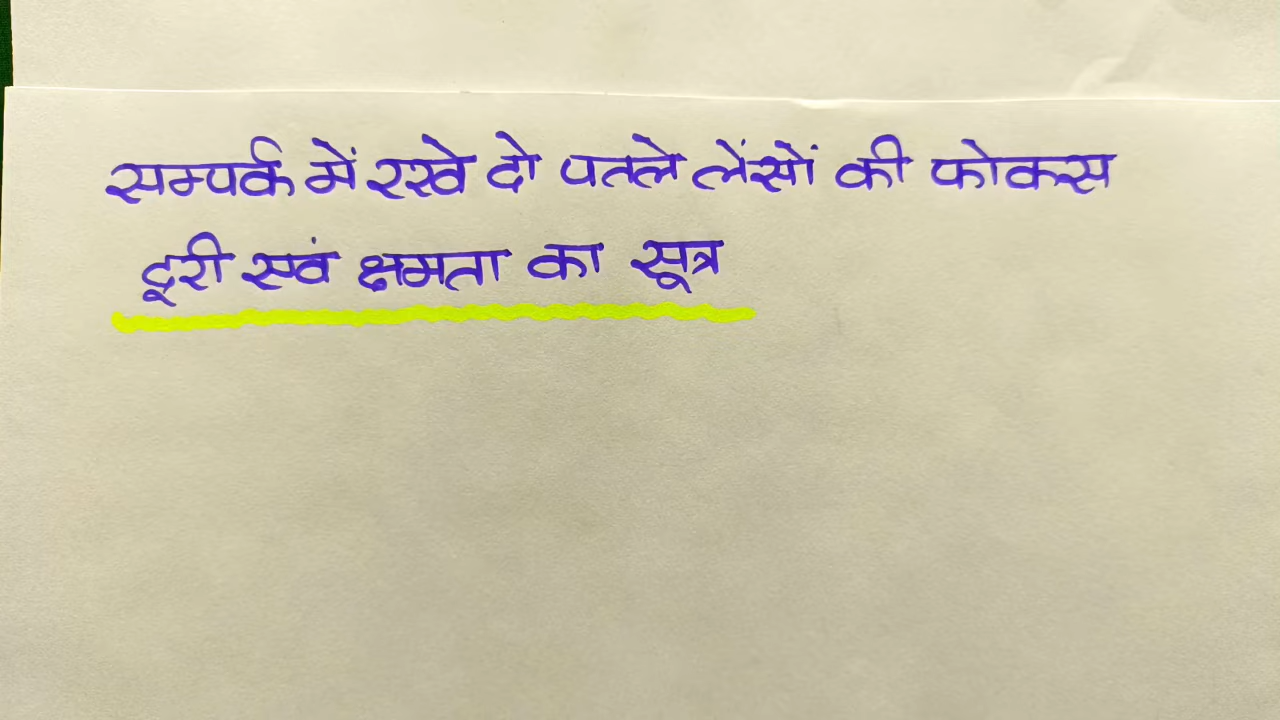 सम्पर्क में रखे दो पतले लेंसों की फोकस
दूरी एवं क्षमता का सूत्र